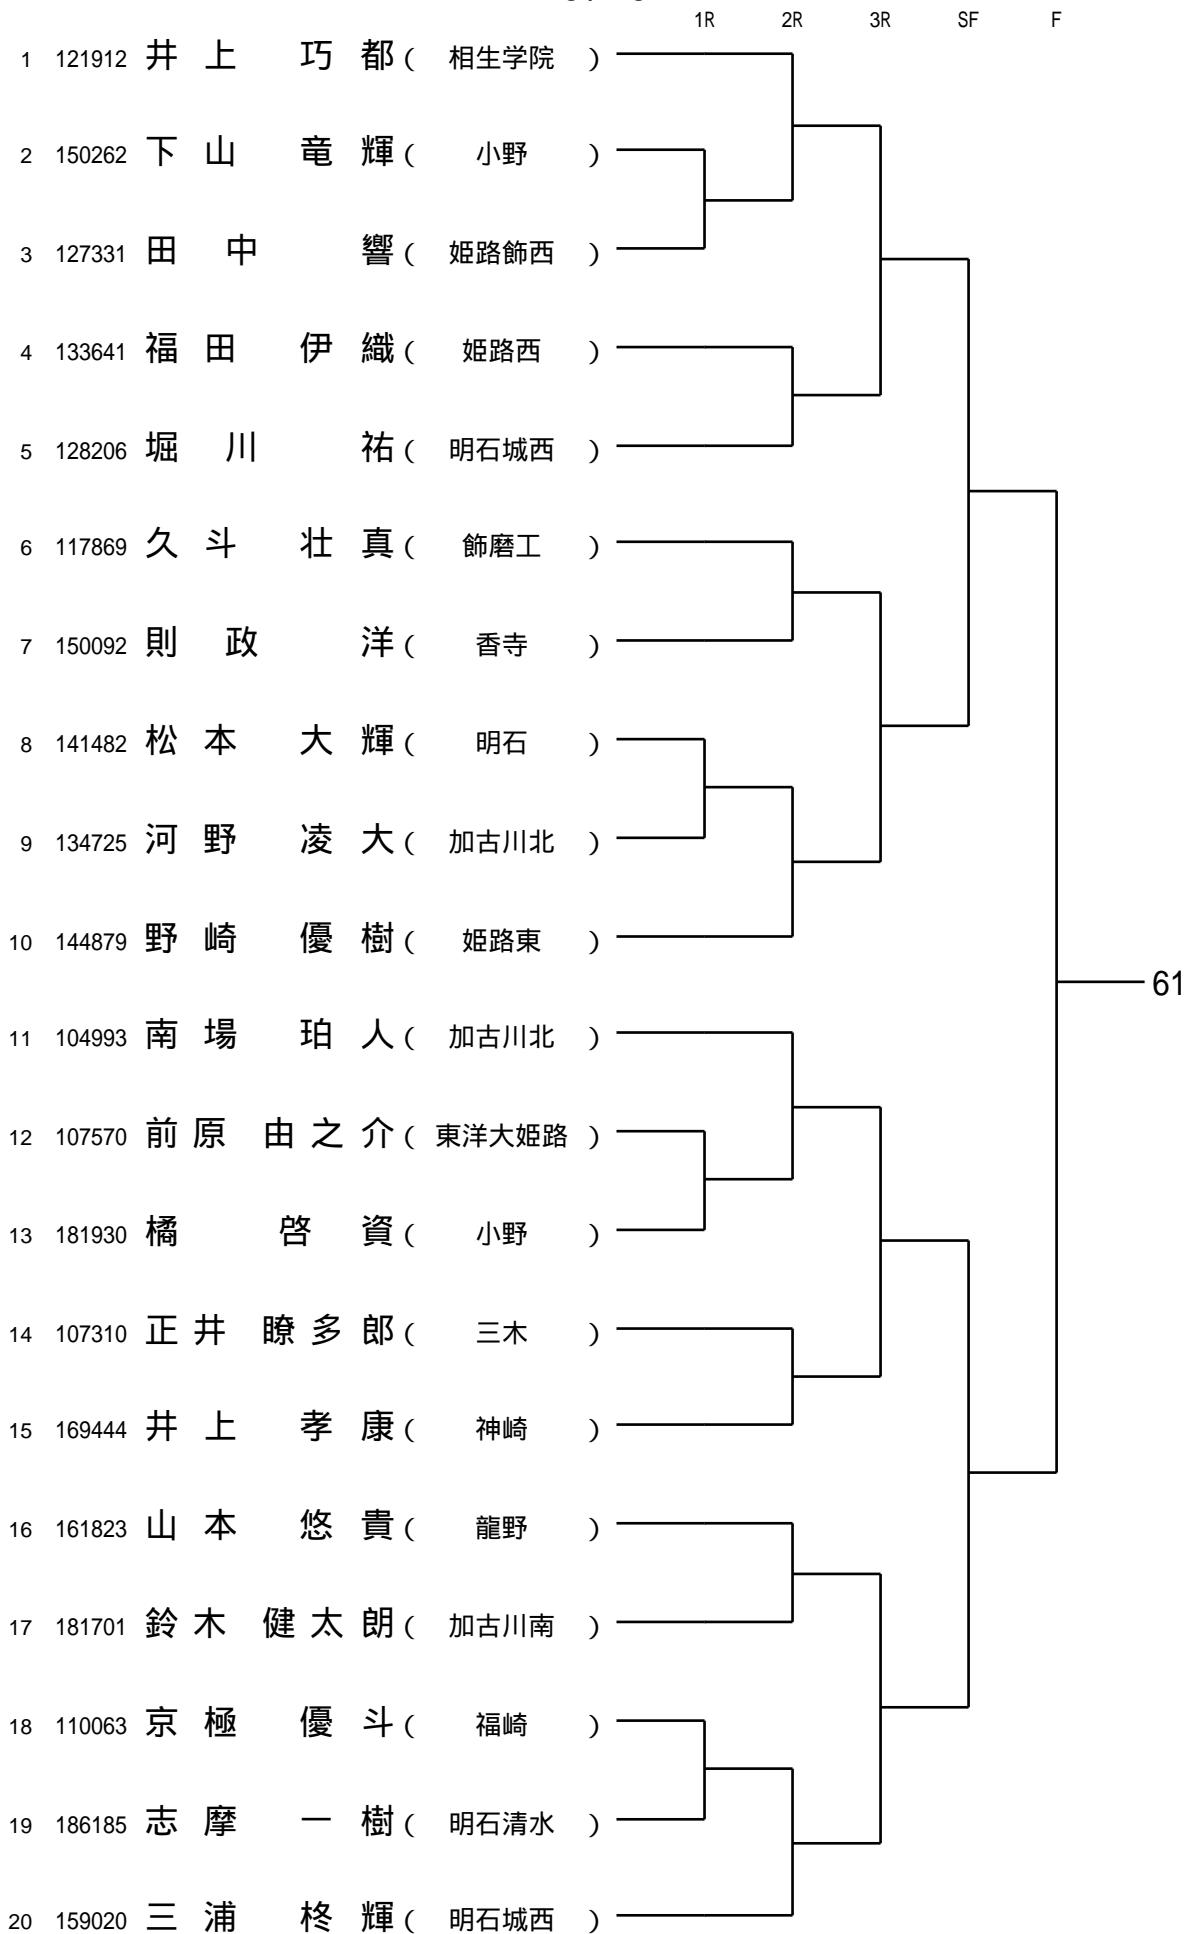 1R 2R 3R SF F
1 121912 井上 巧都 ( 相生学院 )
2 150262 下山 竜輝 ( 小野 )
3 127331 田中 響 ( 姫路飾西 )
4 133641 福田 伊織 ( 姫路西 )
5 128206 堀川 祐 ( 明石城西 )
6 117869 久斗 壮真 ( 飾磨工 )
7 150092 則政 洋 ( 香寺 )
8 141482 松本 大輝 ( 明石 )
9 134725 河野 凌大 ( 加古川北 )
10 144879 野崎 優樹 ( 姫路東 )
61
11 104993 南場 珀人 ( 加古川北 )
12 107570 前原 由之介 ( 東洋大姫路 )
13 181930 橘 啓資 ( 小野 )
14 107310 正井 瞭多郎 ( 三木 )
15 169444 井上 孝康 ( 神崎 )
16 161823 山本 悠貴 ( 龍野 )
17 181701 鈴木 健太朗 ( 加古川南 )
18 110063 京極 優斗 ( 福崎 )
19 186185 志摩 一樹 ( 明石清水 )
20 159020 三浦 柊輝 ( 明石城西 )